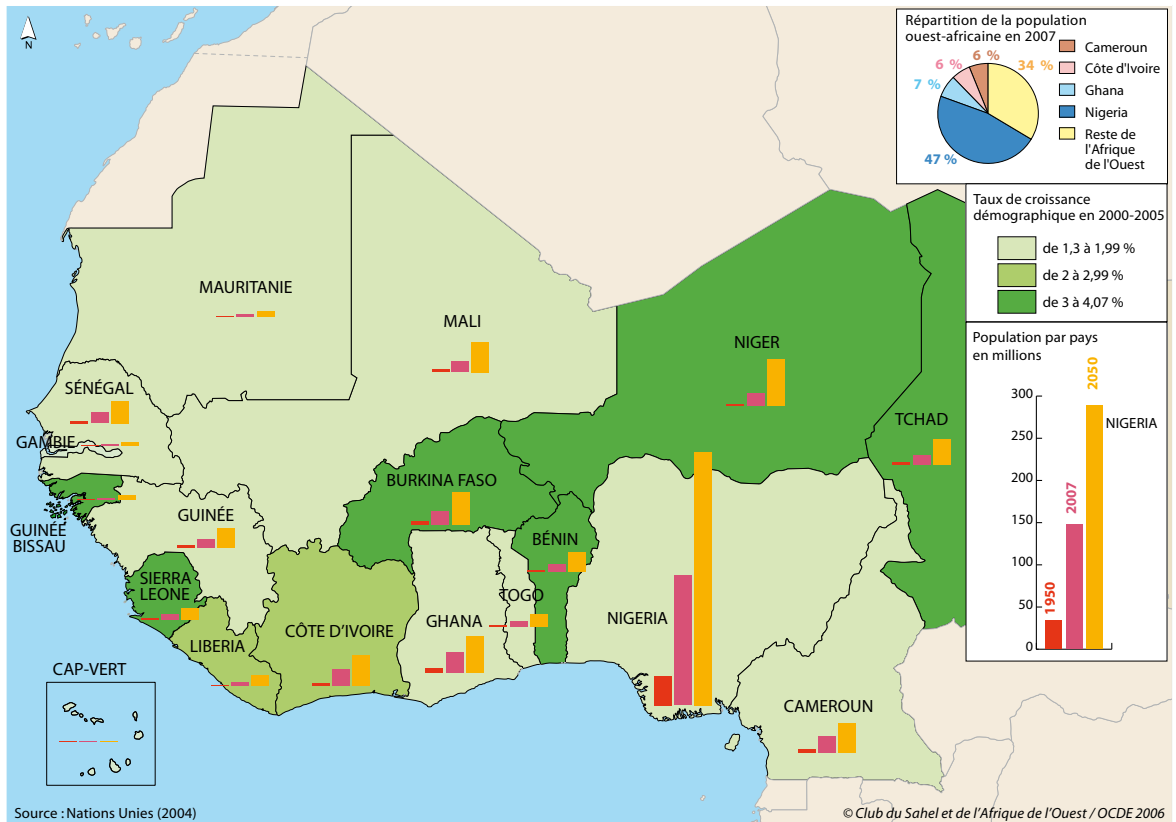 N
Répartition de la population
ouest-africaine en 2007
6 %
6 %
34 %
7 %
47 %
Cameroun
Côte d'Ivoire
Ghana
Nigeria
Reste de
l'Afrique
de l'Ouest
Taux de croissance
démographique en 2000-2005
de 1,3 à 1,99 %
de 2 à 2,99 %
de 3 à 4,07 %
Population par pays
en millions
300
250
200
150
100
50
0
1950
2007
2050
NIGERIA
MAURITANIE
MALI
NIGER
TCHAD
SÉNÉGAL
GAMBIE
GUINÉE
BISSAU
GUINÉE
SIERRA
LEONE
LIBERIA
CÔTE D'IVOIRE
BURKINA FASO
GHANA
TOGO
BÉNIN
NIGERIA
CAMEROUN
CAP-VERT
Source : Nations Unies (2004)
© Club du Sahel et de l'Afrique de l'Ouest / OCDE 2006